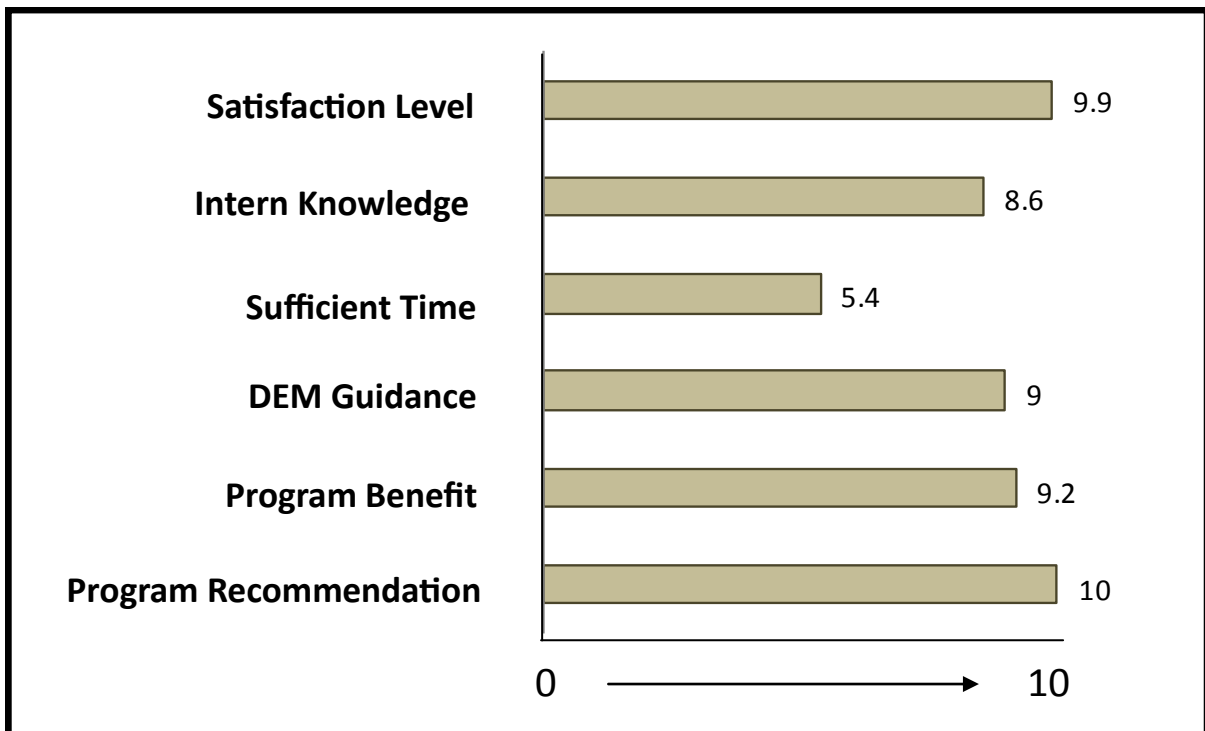 Satisfaction Level 9.9
Intern Knowledge 8.6
Sufficient Time 5.4
DEM Guidance 9
Program Benefit 9.2
Program Recommendation 10
0 10